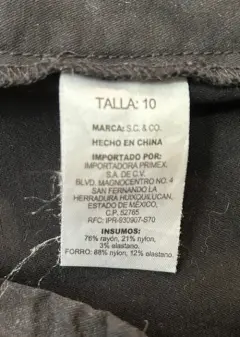 TALLA: 10
MARCA: S.C. & CO.
HECHO EN CHINA
IMPORTADO POR:
IMPORTADORA PRIMEX,
S.A. DE C.V.
BLVD. MAGNOCENTRO NO. 4
SAN FERNANDO LA
HERRADURA HUIXQUILUCAN,
ESTADO DE MÉXICO,
C.P. 52765
RFC: IPR-930907-S70
INSUMOS:
76% rayón, 21% nylon,
3% elastano.
FORRO: 88% nylon, 12% elastano.